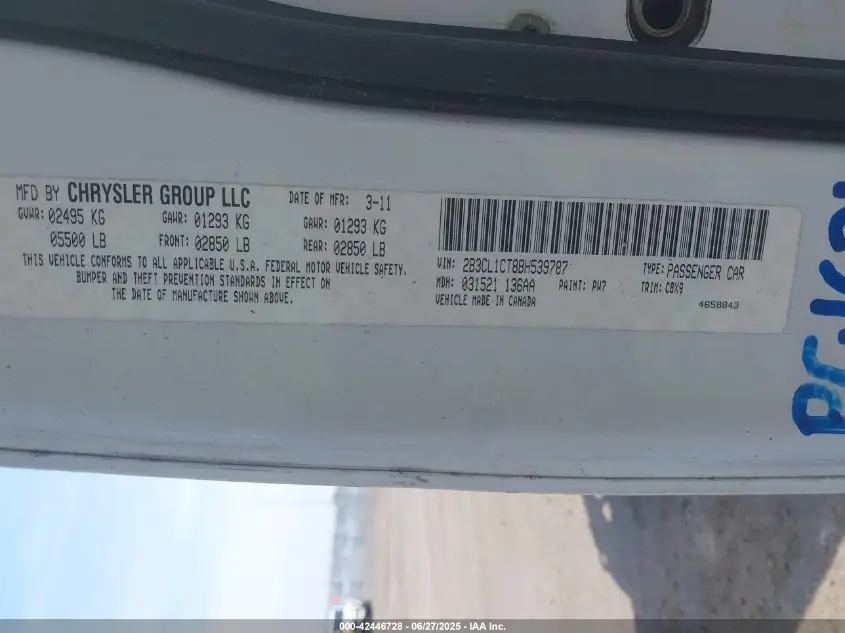 MFD BY CHRYSLER GROUP LLC DATE OF MFR: 3-11
GVWR: 02495 KG GAWR: 01293 KG GAWR: 01293 KG
05500 LB FRONT: 02850 LB REAR: 02850 LB
THIS VEHICLE CONFORMS TO ALL APPLICABLE U.S.A. FEDERAL MOTOR VEHICLE SAFETY,
BUMPER AND THEFT PREVENTION STANDARDS IN EFFECT ON
THE DATE OF MANUFACTURE SHOWN ABOVE.
VIN: 2B3CL1CT8BH539787 TYPE: PASSENGER CAR
MDH: 031521 136AA PAINT: PW7 TRIM: C8X9
VEHICLE MADE IN CANADA 4658843
000-42446728 | 06/27/2025 - IAA Inc.